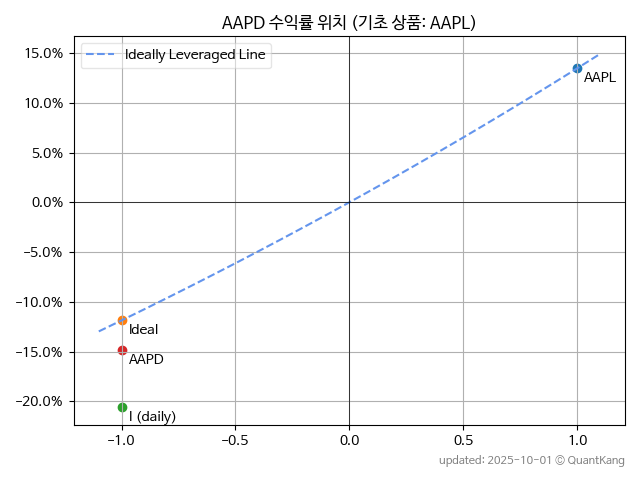 AAPD 수익률 위치 (기초 상품: AAPL)
Ideally Leveraged Line
15.0%
10.0%
5.0%
0.0%
−5.0%
−10.0%
−15.0%
−20.0%
AAPL
Ideal
AAPD
I (daily)
−1.0
−0.5
0.0
0.5
1.0
updated: 2025-10-01 © QuantKang